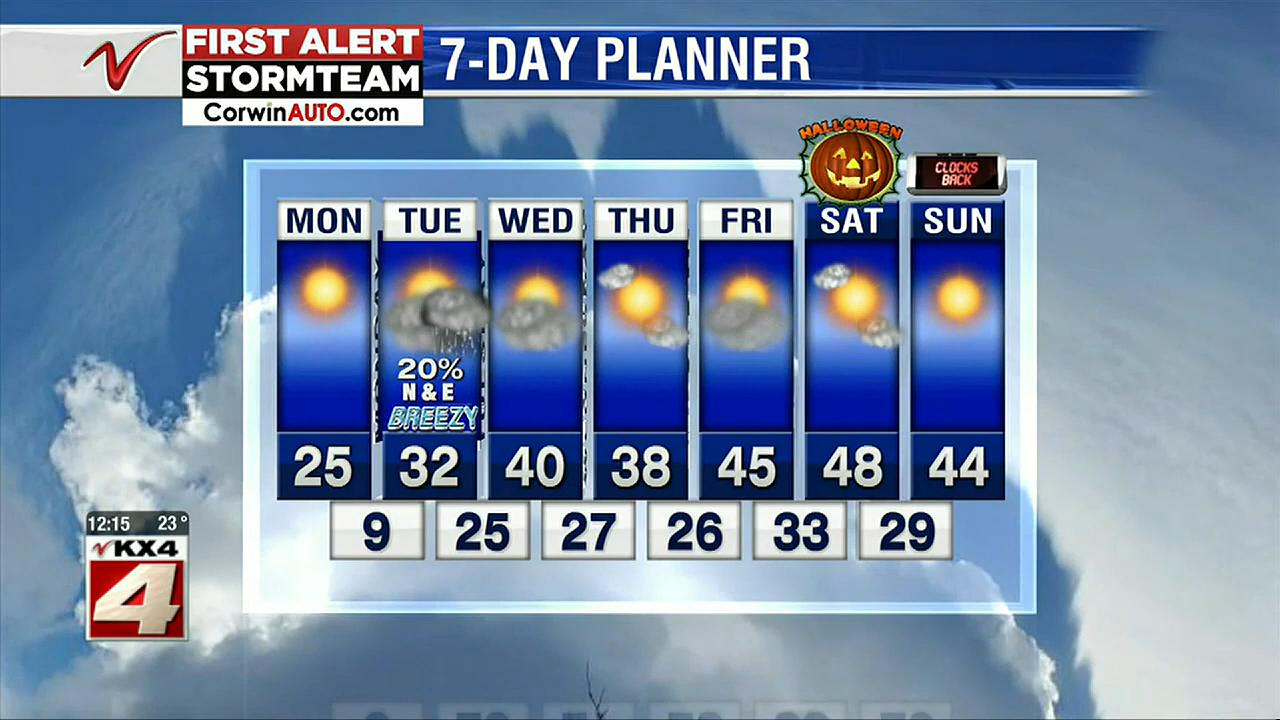 FIRST ALERT
STORMTEAM
CorwinAUTO.com
7-DAY PLANNER
HALLOWEEN
CLOCKS
BACK
MON TUE WED THU FRI SAT SUN
20%
N & E
BREEZY
25 32 40 38 45 48 44
9 25 27 26 33 29
12:15 23°
KX4
4